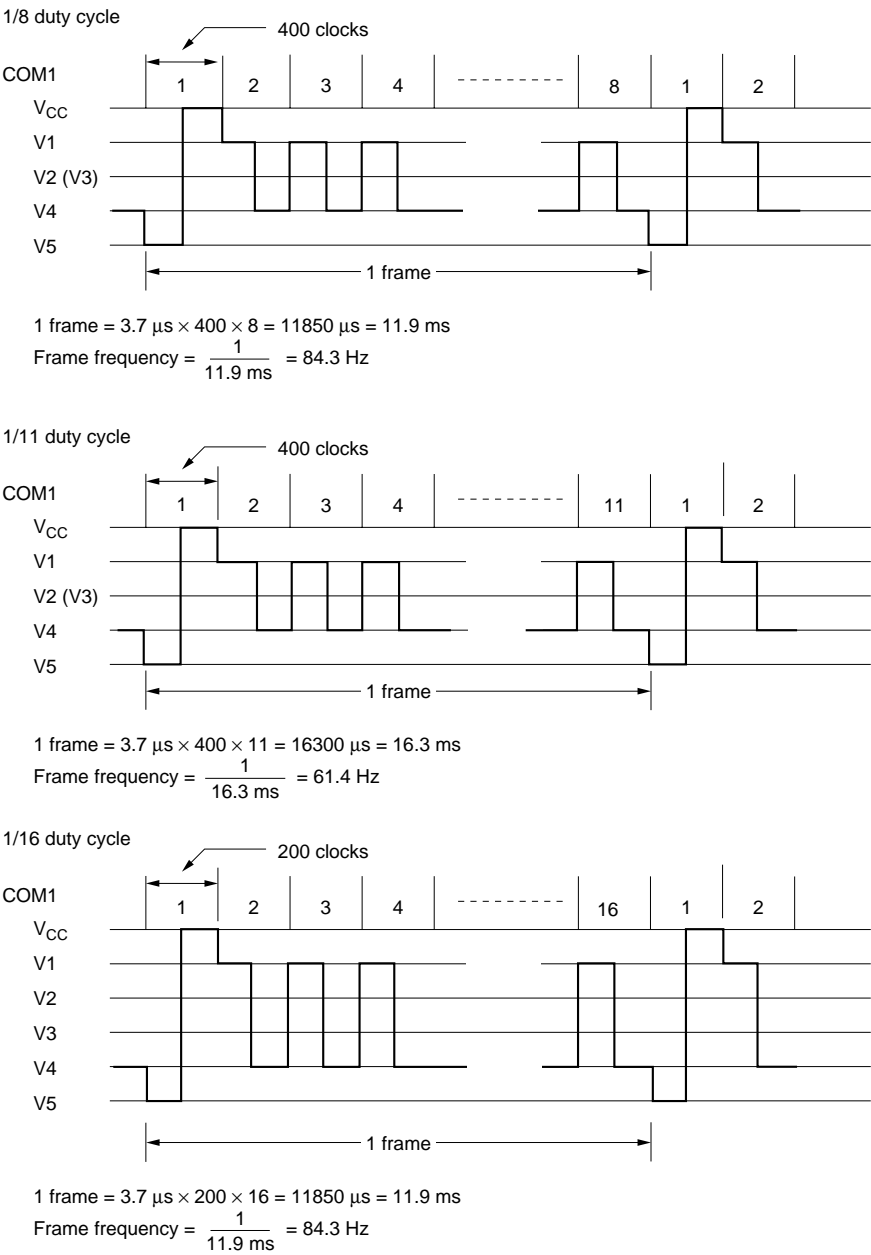 1/8 duty cycle
400 clocks
COM1
1 2 3 4 8 1 2
VCC
V1
V2 (V3)
V4
V5
1 frame
1 frame = 3.7 μs × 400 × 8 = 11850 μs = 11.9 ms
Frame frequency = 1 / 11.9 ms = 84.3 Hz
1/11 duty cycle
400 clocks
COM1
1 2 3 4 11 1 2
VCC
V1
V2 (V3)
V4
V5
1 frame
1 frame = 3.7 μs × 400 × 11 = 16300 μs = 16.3 ms
Frame frequency = 1 / 16.3 ms = 61.4 Hz
1/16 duty cycle
200 clocks
COM1
1 2 3 4 16 1 2
VCC
V1
V2
V3
V4
V5
1 frame
1 frame = 3.7 μs × 200 × 16 = 11850 μs = 11.9 ms
Frame frequency = 1 / 11.9 ms = 84.3 Hz